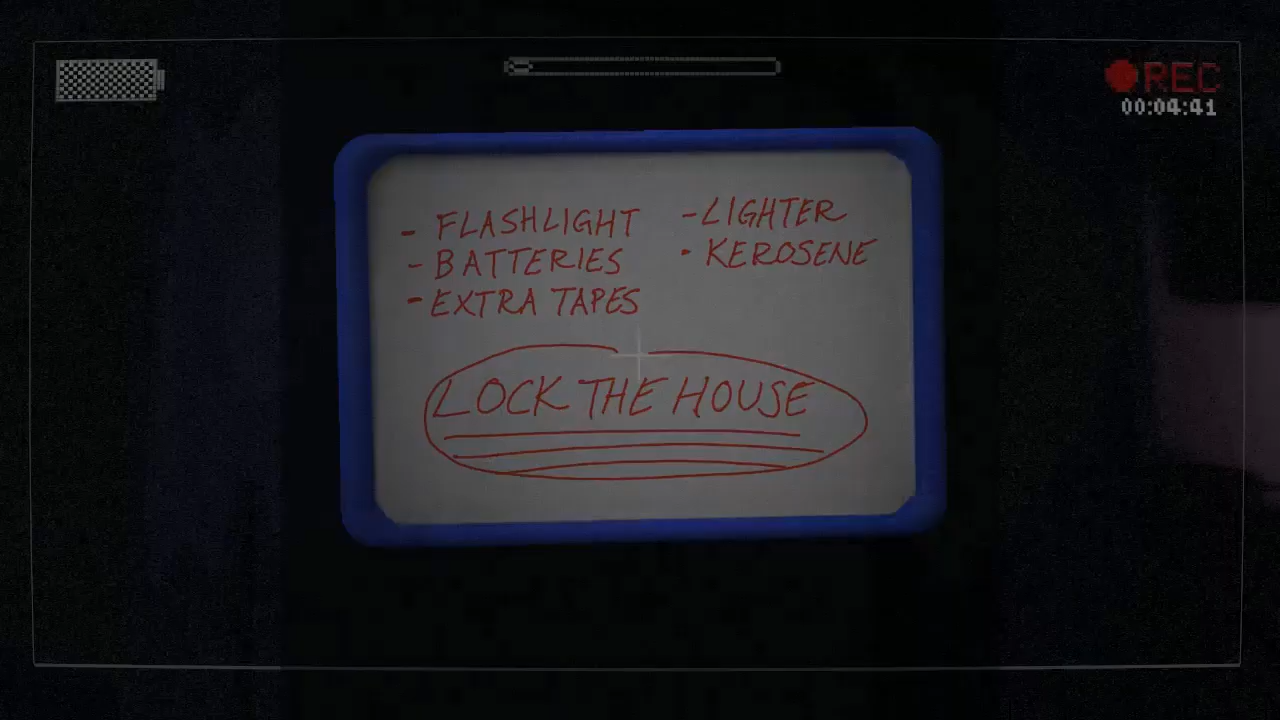 REC
00:04:41
- FLASHLIGHT
- BATTERIES
- EXTRA TAPES
- LIGHTER
- KEROSENE
LOCK THE HOUSE